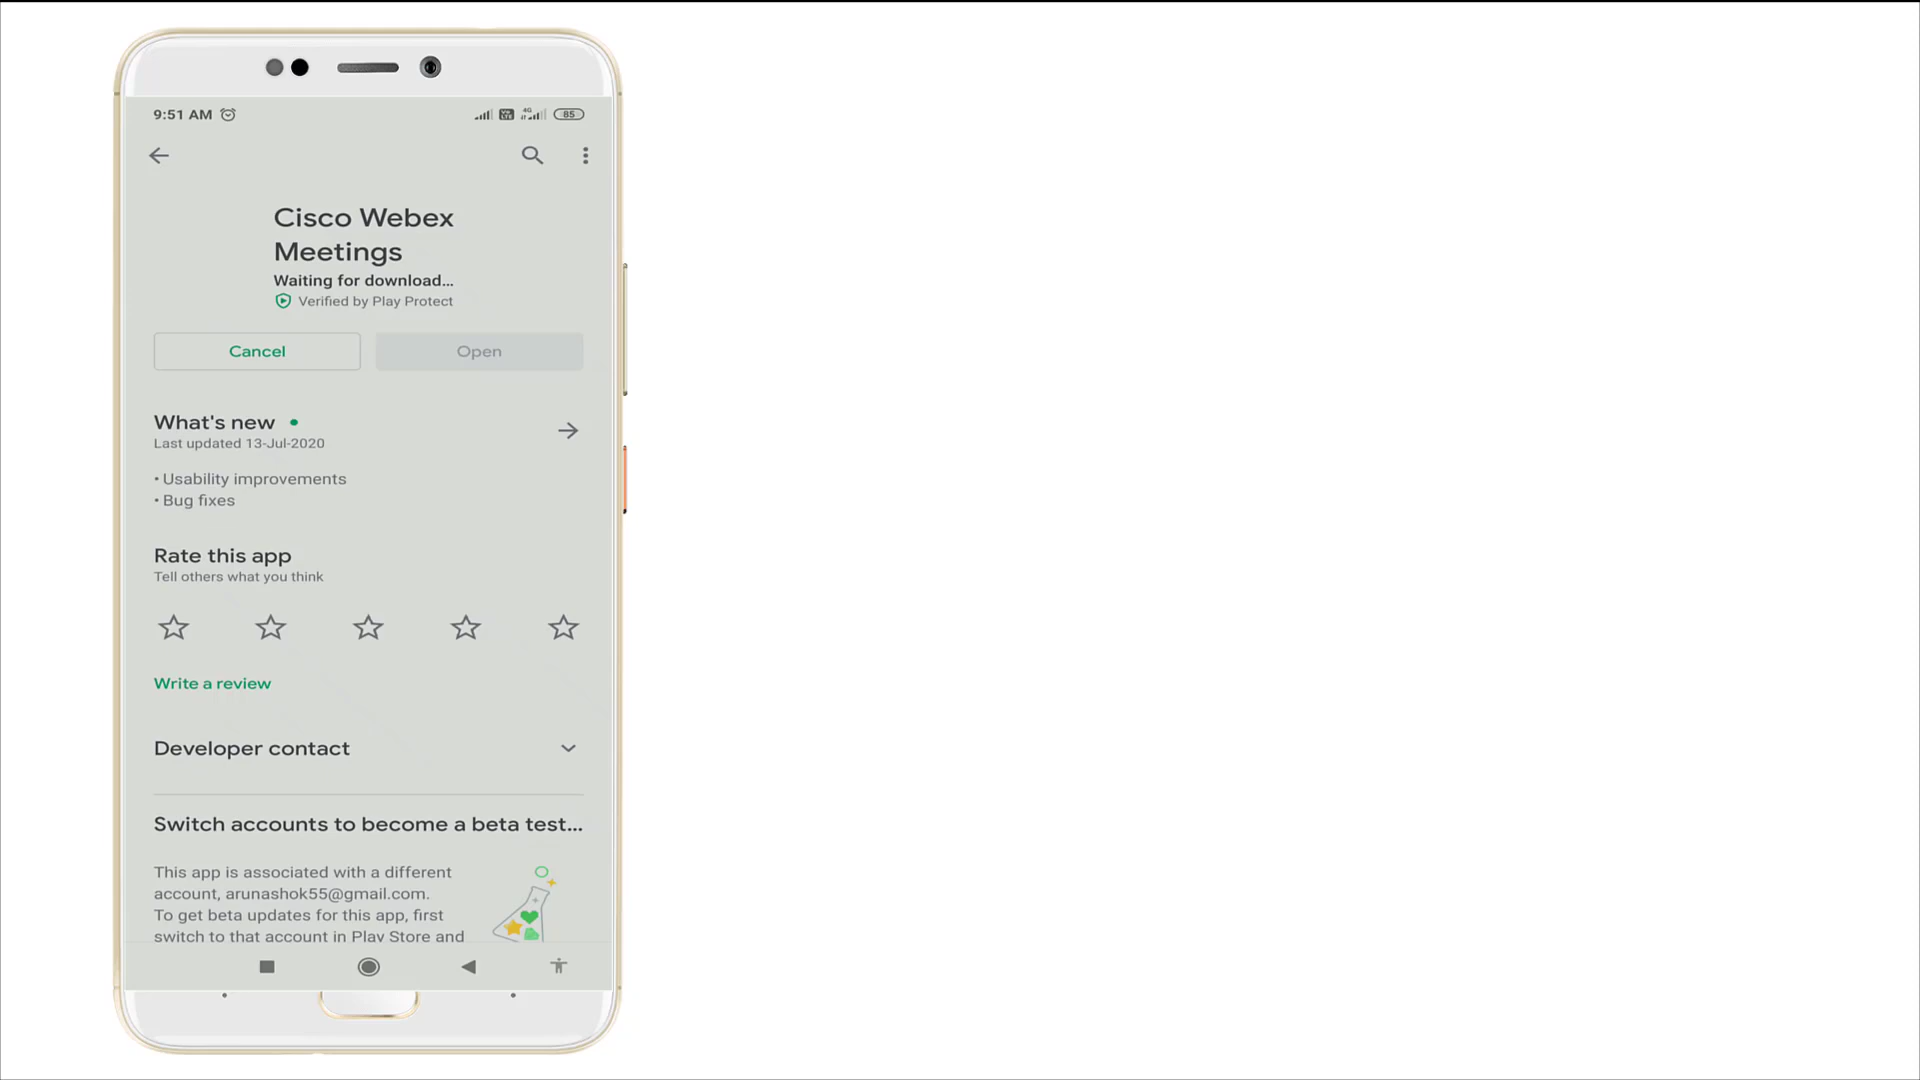 9:51 AM
4G
85
Cisco Webex
Meetings
Waiting for download...
Verified by Play Protect
Cancel
Open
What's new
Last updated 13-Jul-2020
• Usability improvements
• Bug fixes
Rate this app
Tell others what you think
Write a review
Developer contact
Switch accounts to become a beta test...
This app is associated with a different
account, arunashok55@gmail.com.
To get beta updates for this app, first
switch to that account in Play Store and